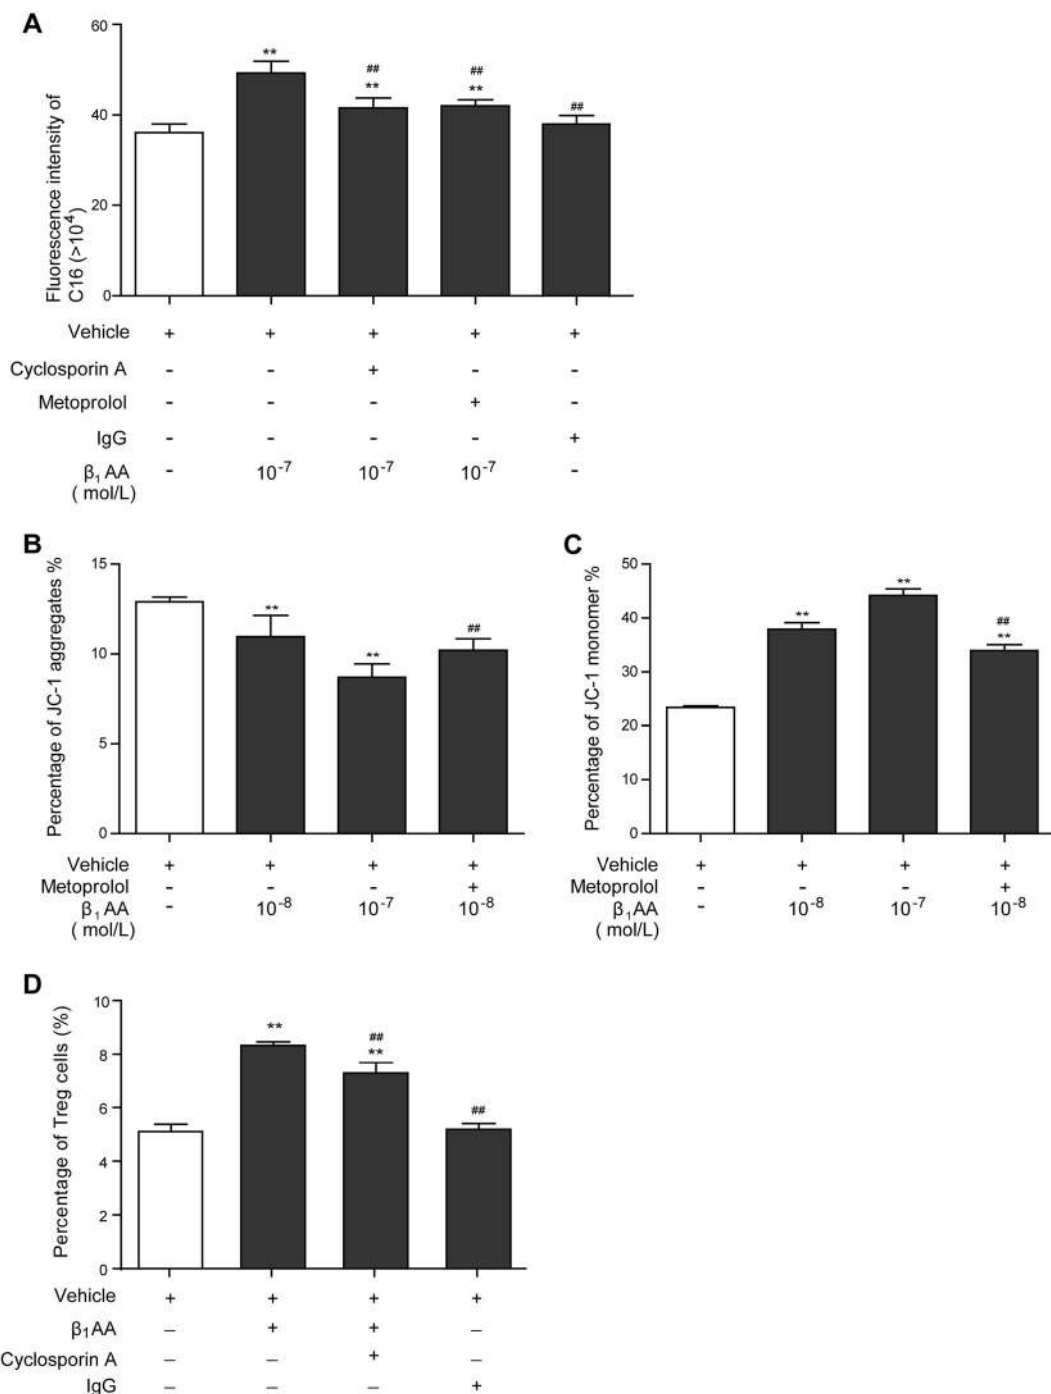 A
60
40
20
0
Fluorescence intensity of
C16 (>10⁴)
**
##
**
##
**
##
Vehicle + + + + +
Cyclosporin A - - + - -
Metoprolol - - - + -
IgG - - - - +
β₁ AA - 10⁻⁷ 10⁻⁷ 10⁻⁷ -
( mol/L)
B
15
10
5
0
Percentage of JC-1 aggregates %
**
**
##
Vehicle + + + +
Metoprolol - - - +
β₁ AA - 10⁻⁸ 10⁻⁷ 10⁻⁸
( mol/L)
C
50
40
30
20
10
0
Percentage of JC-1 monomer %
**
**
##
**
Vehicle + + + +
Metoprolol - - - +
β₁AA - 10⁻⁸ 10⁻⁷ 10⁻⁸
( mol/L)
D
10
8
6
4
2
0
Percentage of Treg cells (%)
**
##
**
##
Vehicle + + + +
β₁AA – + + –
Cyclosporin A – – + –
IgG – – – +